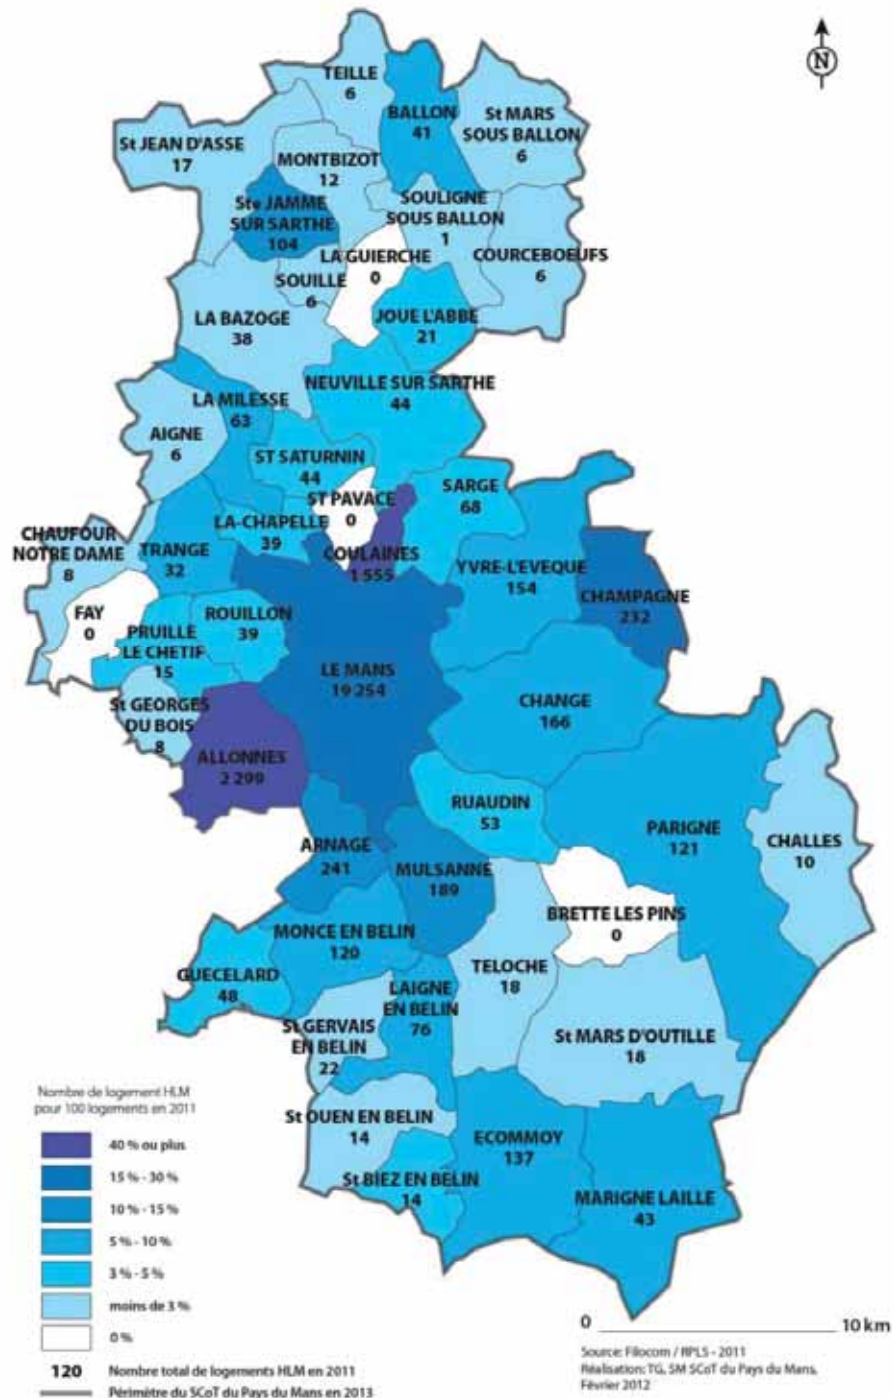 N
TEILLE
6
BALLON
41
St MARS
SOUS BALLON
6
St JEAN D'ASSE
17
MONTBIZOT
12
Ste JAMME
SUR SARTHE
104
SOULIGNE
SOUS BALLON
1
LA GUIERCHE
0
COURCEBOEUFS
6
SOUILLE
6
LA BAZOGE
38
JOUE L'ABBE
21
NEUVILLE SUR SARTHE
44
LA MILESSE
63
AIGNE
6
ST SATURNIN
44
SARGE
68
ST PAVACE
0
LA-CHAPELLE
39
CHAUFOUR
NOTRE DAME
8
TRANGE
32
COULAINES
1 555
YVRE-L'EVEQUE
154
CHAMPAGNE
232
FAY
0
PRUILLE
LE CHETIF
15
ROUILLON
39
LE MANS
19 254
CHANGE
166
St GEORGES
DU BOIS
8
ALLONNES
2 299
RUAUDIN
53
PARIGNE
121
CHALLES
10
ARNAGE
241
MULSANNE
189
BRETTE LES PINS
0
MONCE EN BELIN
120
GUECELARD
48
TELOCHE
18
LAIGNE
EN BELIN
76
St GERVAIS
EN BELIN
22
St MARS D'OUTILLE
18
St OUEN EN BELIN
14
ECOMMOY
137
St BIEZ EN BELIN
14
MARIGNE LAILLE
43
Nombre de logement HLM
pour 100 logements en 2011
40 % ou plus
15 % - 30 %
10 % - 15 %
5 % - 10 %
3 % - 5 %
moins de 3 %
0 %
120 Nombre total de logements HLM en 2011
Périmètre du SCoT du Pays du Mans en 2013
0 10 km
Source: Filocom / RPLS - 2011
Réalisation: TG, SM SCoT du Pays du Mans,
Février 2012